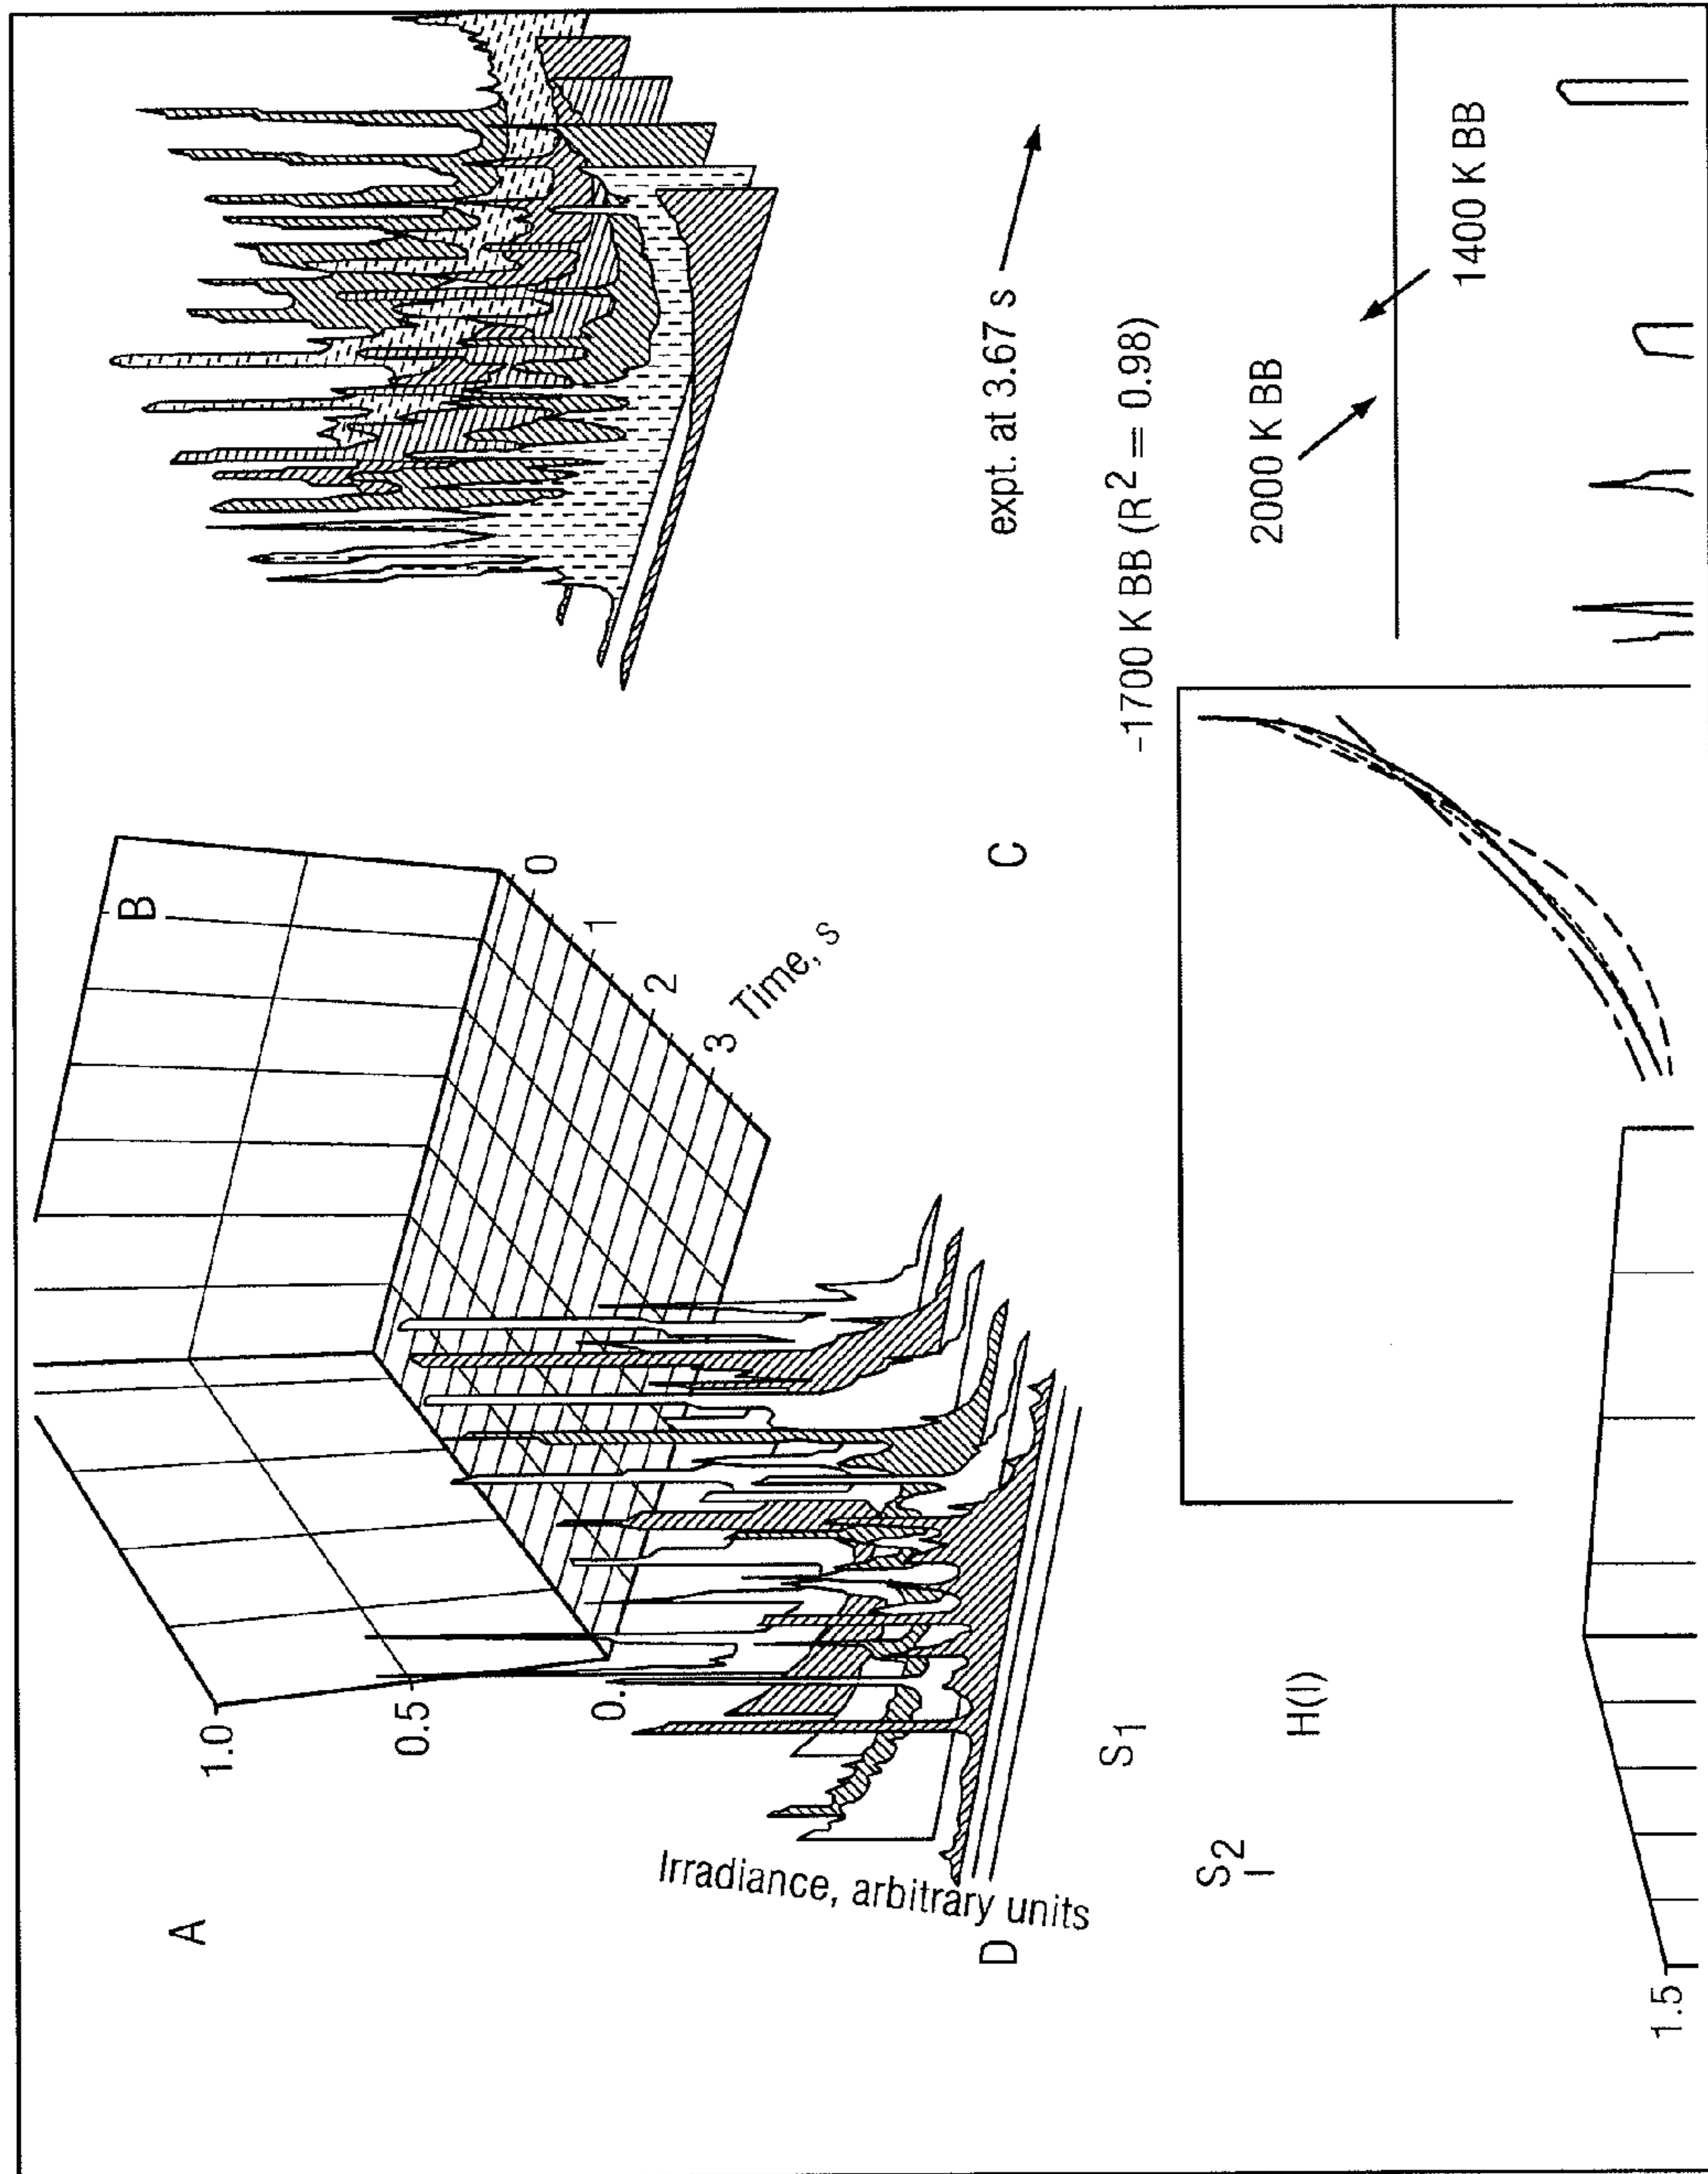 A
B
1.0
0.5
0.
0
1
2
3
Time, s
Irradiance, arbitrary units
C
expt. at 3.67 s
-1700 K BB (R2 = 0.98)
2000 K BB
1400 K BB
D
S1
S2
H(I)
1.5